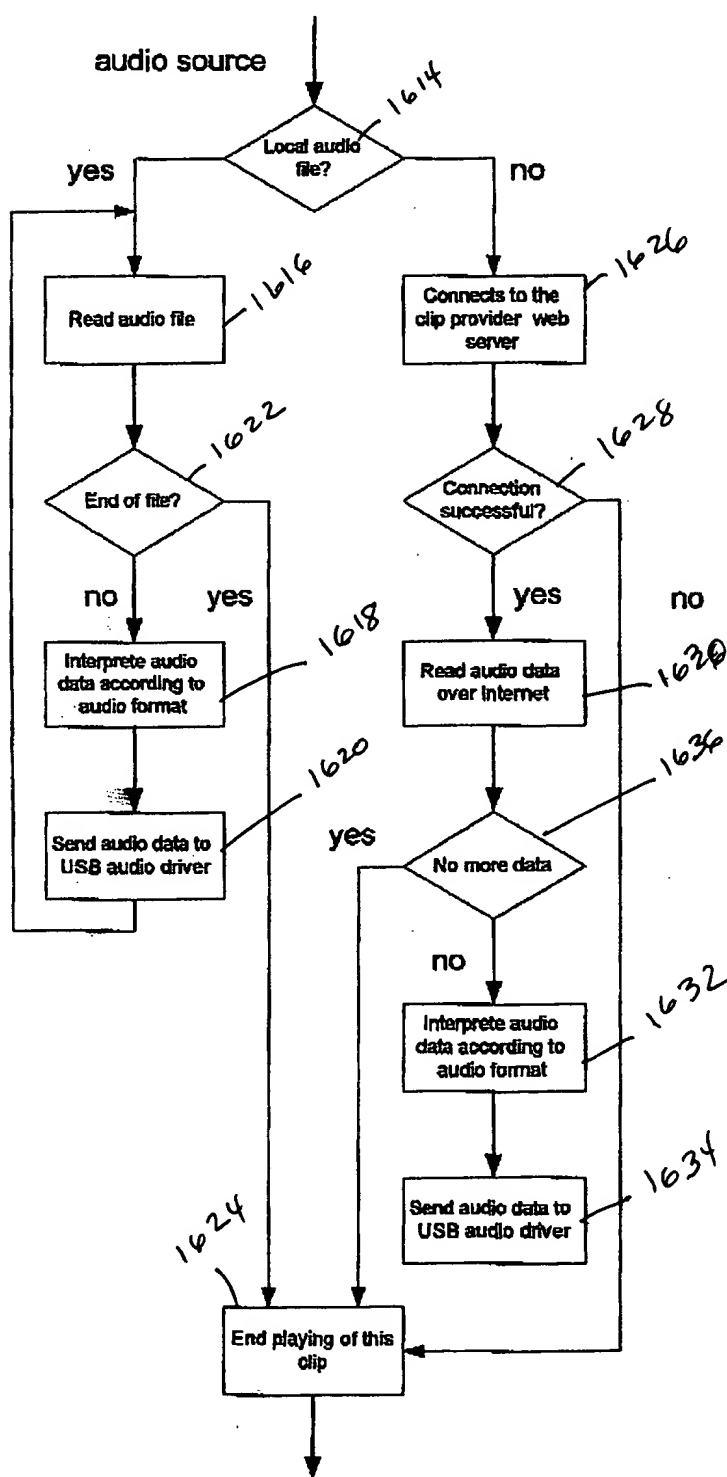 audio source
1614
Local audio
file?
yes
no
1616
Read audio file
1626
Connects to the
clip provider web
server
1622
End of file?
1628
Connection
successful?
no
yes
yes
no
1618
Interprete audio
data according to
audio format
1630
Read audio data
over Internet
1620
Send audio data to
USB audio driver
1636
yes
No more data
no
1632
Interprete audio
data according to
audio format
1634
Send audio data to
USB audio driver
1624
End playing of this
clip